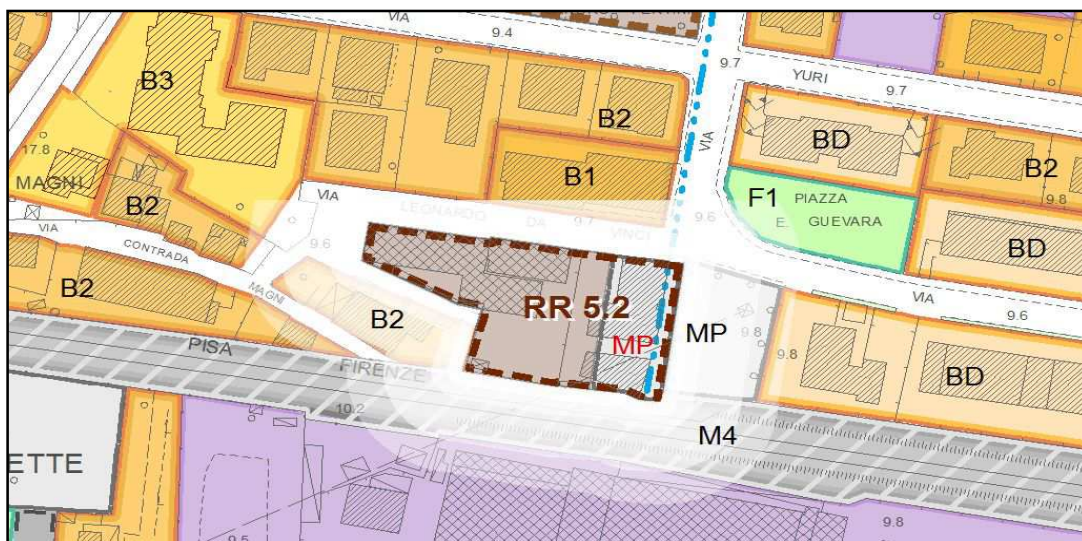 VIA
9.4
9.7
YURI
9.7
B3
B2
BD
B2
9.8
17.8
MAGNI
B1
VIA
F1
PIAZZA
E. GUEVARA
B2
VIA
LEONARDO DA VINCI
9.7
9.6
BD
VIA
CONTRADA
MAGNI
9.6
VIA
9.6
B2
B2
RR 5.2
MP
MP
9.8
9.8
BD
PISA
FIRENZE
10.2
M4
ETTE
9.5
9.8